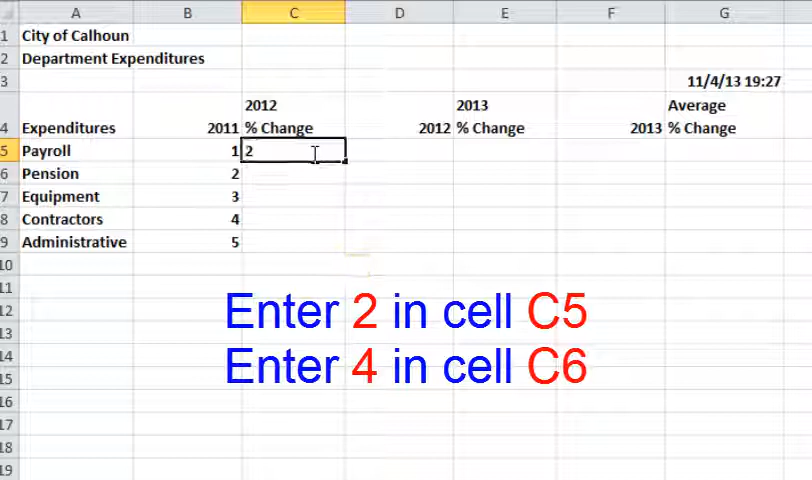 A B C D E F G
1 City of Calhoun
2 Department Expenditures
3 11/4/13 19:27
2012 2013 Average
4 Expenditures 2011 % Change 2012 % Change 2013 % Change
5 Payroll 1 2
6 Pension 2
7 Equipment 3
8 Contractors 4
9 Administrative 5
10
11
12 Enter 2 in cell C5
13
14 Enter 4 in cell C6
15
16
17
18
19